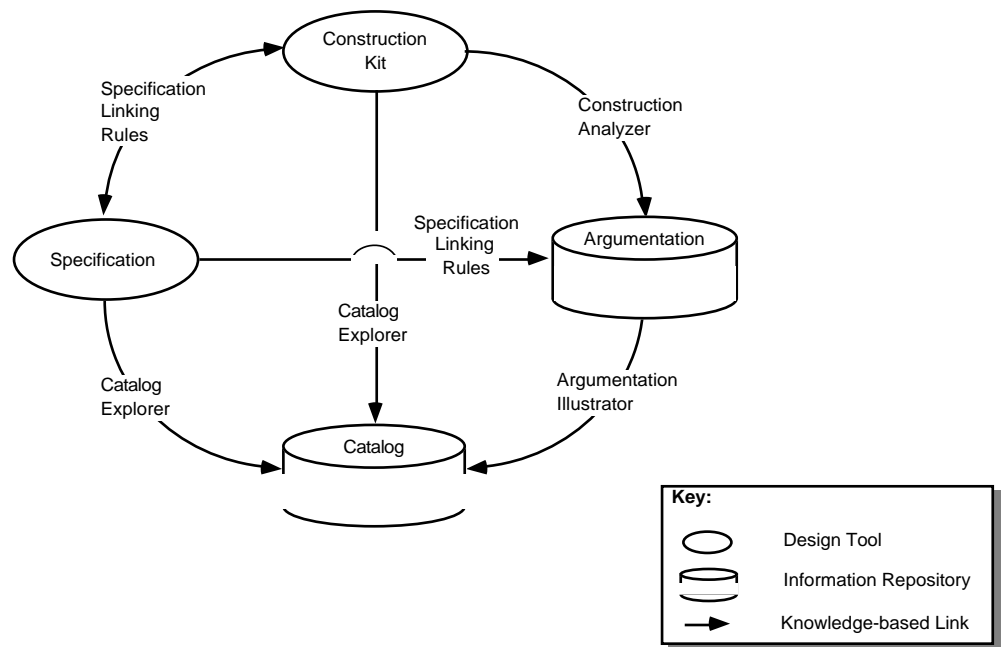 Construction
Kit
Specification
Linking
Rules
Construction
Analyzer
Specification
Linking
Rules
Argumentation
Specification
Catalog
Explorer
Catalog
Explorer
Argumentation
Illustrator
Catalog
Key:
Design Tool
Information Repository
Knowledge-based Link